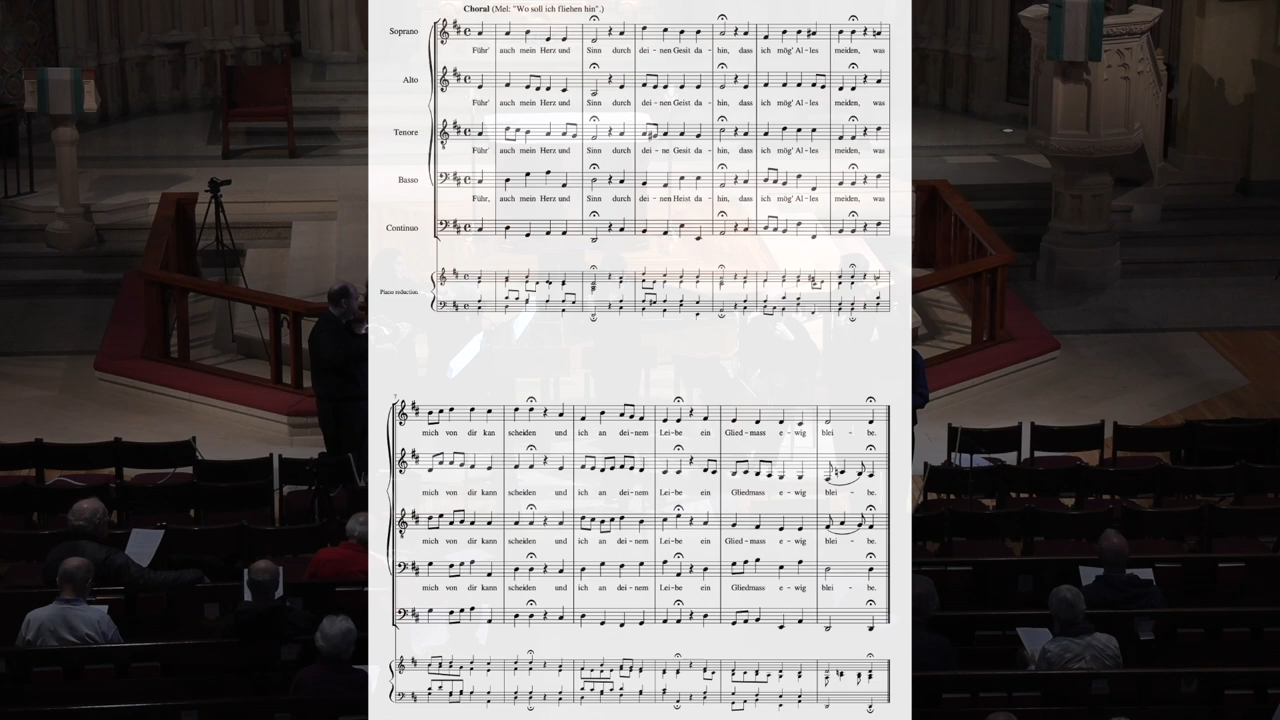 Choral (Mel: "Wo soll ich fliehen hin".)
Soprano
Führ' auch mein Herz und Sinn durch dei - nen Gesit da - hin, dass ich mög' Al - les meiden, was
Alto
Führ' auch mein Herz und Sinn durch dei - nen Geist da - hin, dass ich mög' Al - les meiden, was
Tenore
Führ' auch mein Herz und Sinn durch dei - ne Gesit da - hin, dass ich mög' Al - les meiden, was
Basso
Führ, auch mein Herz und Sinn durch dei - nen Heist da - hin, dass ich mög' Al - les meiden, was
Continuo
Piano reduction
7
mich von dir kan scheiden und ich an dei - nem Lei - be ein Glied - mass e - wig blei - be.
mich von dir kann scheiden und ich an dei - nem Lei - be ein Gliedmass e - wig blei - be.
mich von dir kann scheiden und ich an dei - nem Lei - be ein Glied - mass e - wig blei - be.
mich von dir kann scheiden und ich an dei - nem Lei - be ein Gliedmass e - wig blei - be.